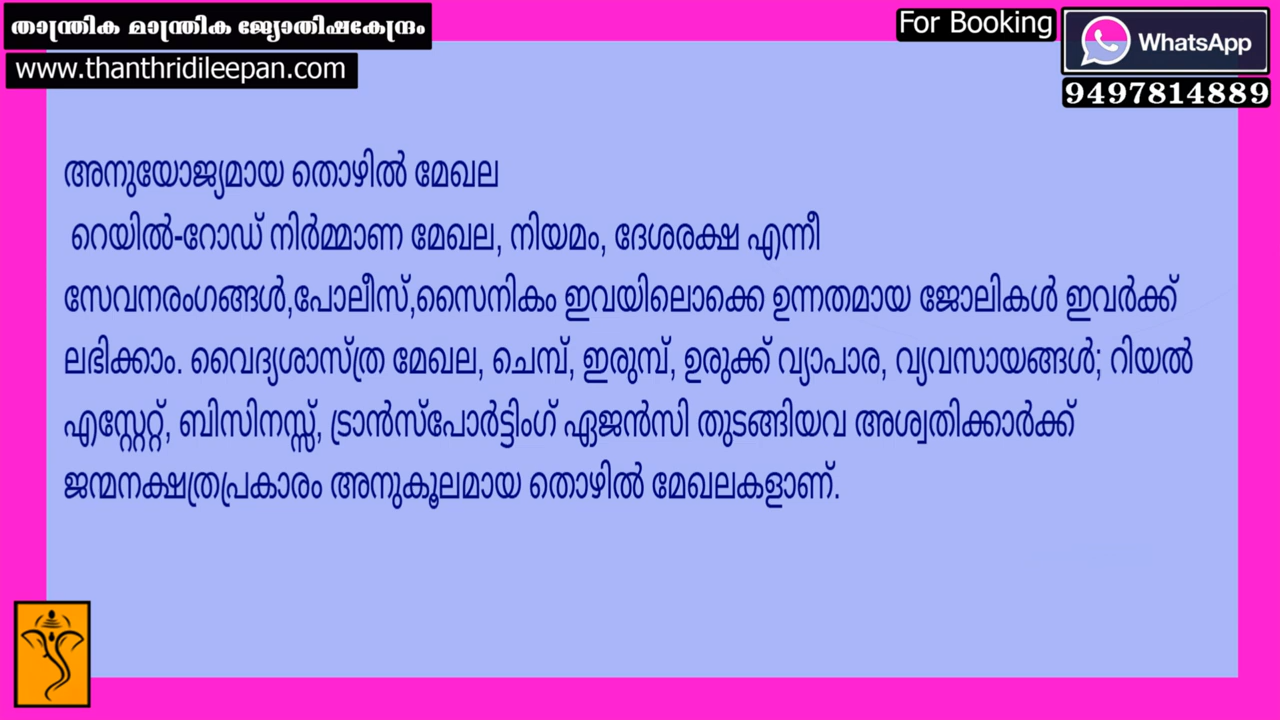 താന്ത്രിക മാന്ത്രിക ജ്യോതിഷകേന്ദ്രം
www.thanthridileepan.com
For Booking
WhatsApp
9497814889
അനുയോജ്യമായ തൊഴിൽ മേഖല
റെയിൽ-റോഡ് നിർമ്മാണ മേഖല, നിയമം, ദേശരക്ഷ എന്നീ
സേവനരംഗങ്ങൾ,പോലീസ്,സൈനികം ഇവയിലൊക്കെ ഉന്നതമായ ജോലികൾ ഇവർക്ക്
ലഭിക്കാം. വൈദ്യശാസ്ത്ര മേഖല, ചെമ്പ്, ഇരുമ്പ്, ഉരുക്ക് വ്യാപാര, വ്യവസായങ്ങൾ; റിയൽ
എസ്റ്റേറ്റ്, ബിസിനസ്സ്, ട്രാൻസ്പോർട്ടിംഗ് ഏജൻസി തുടങ്ങിയവ അശ്വതിക്കാർക്ക്
ജന്മനക്ഷത്രപ്രകാരം അനുകൂലമായ തൊഴിൽ മേഖലകളാണ്.